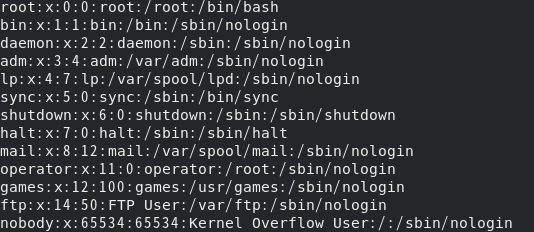 root:x:0:0:root:/root:/bin/bash
bin:x:1:1:bin:/bin:/sbin/nologin
daemon:x:2:2:daemon:/sbin:/sbin/nologin
adm:x:3:4:adm:/var/adm:/sbin/nologin
lp:x:4:7:lp:/var/spool/lpd:/sbin/nologin
sync:x:5:0:sync:/sbin:/bin/sync
shutdown:x:6:0:shutdown:/sbin:/sbin/shutdown
halt:x:7:0:halt:/sbin:/sbin/halt
mail:x:8:12:mail:/var/spool/mail:/sbin/nologin
operator:x:11:0:operator:/root:/sbin/nologin
games:x:12:100:games:/usr/games:/sbin/nologin
ftp:x:14:50:FTP User:/var/ftp:/sbin/nologin
nobody:x:65534:65534:Kernel Overflow User:/:/sbin/nologin